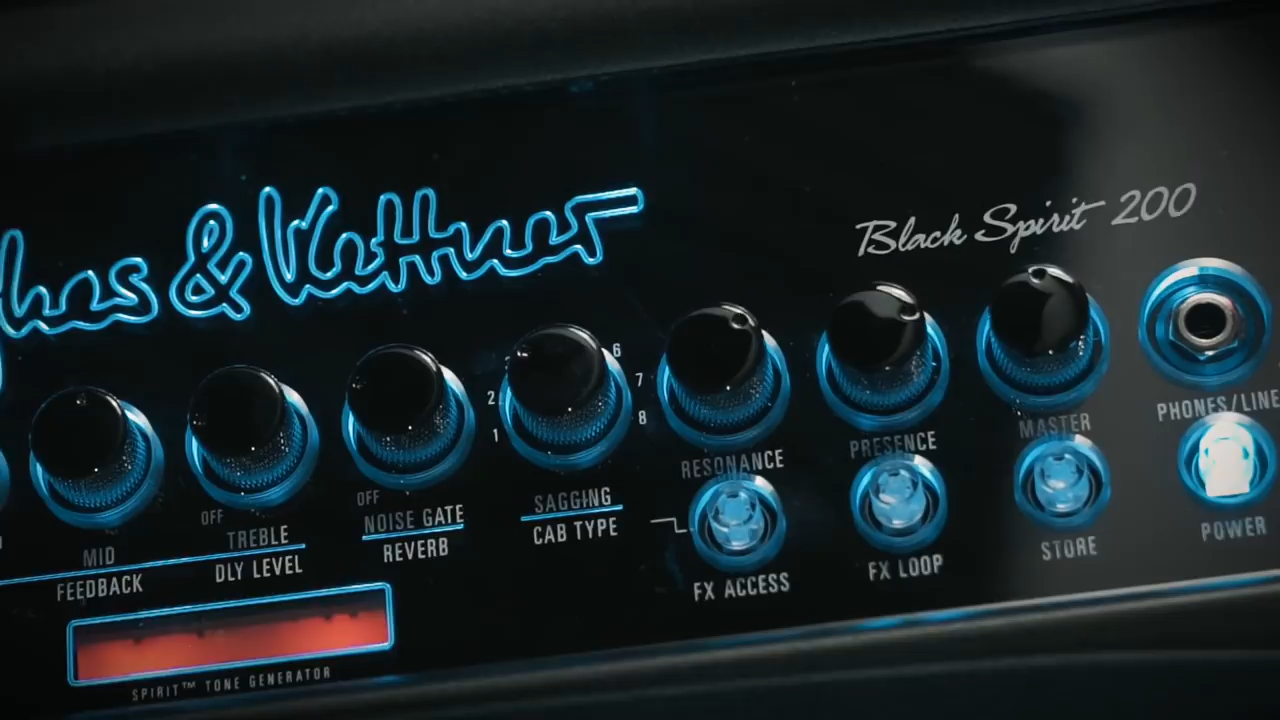 & Kettner
Black Spirit 200
PHONES/LINE
MASTER
PRESENCE
RESONANCE
1
2
6
7
8
SAGGING
CAB TYPE
OFF
NOISE GATE
REVERB
OFF
TREBLE
DLY LEVEL
MID
FEEDBACK
FX ACCESS
FX LOOP
STORE
POWER
SPIRIT™ TONE GENERATOR